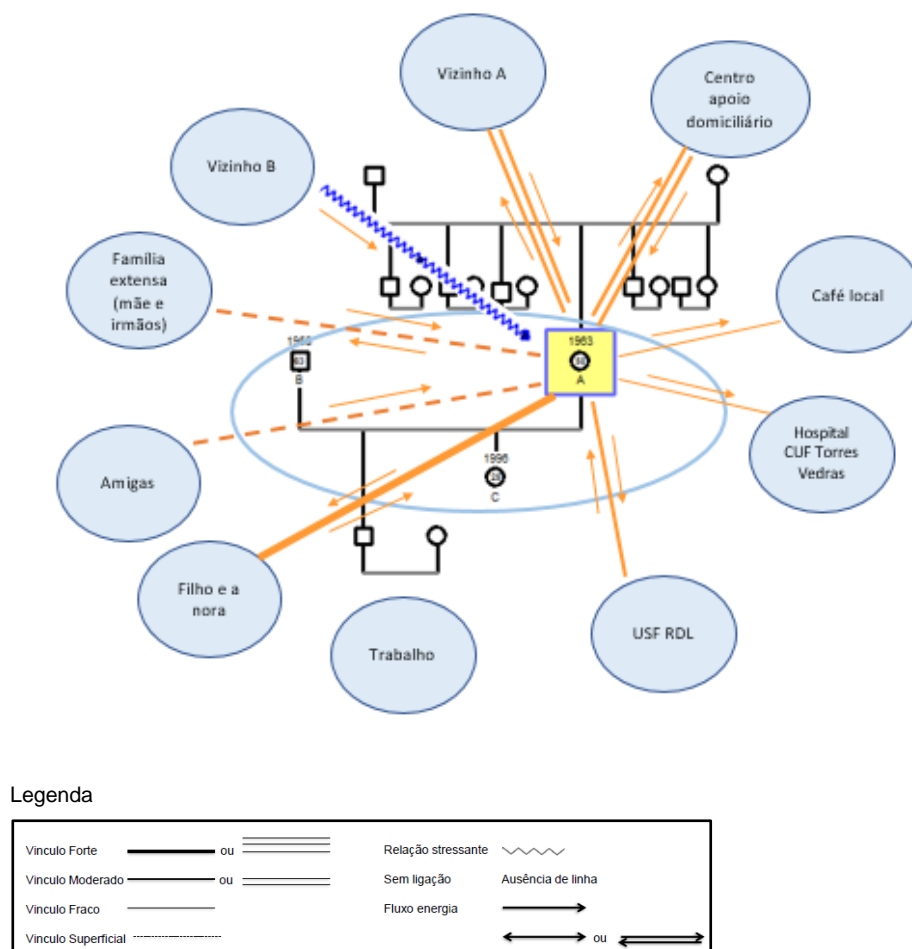 Vizinho A
Centro
apoio
domiciliário
Vizinho B
Família
extensa
(mãe e
irmãos)
Café local
1963
A
B
Amigas
1996
C
Hospital
CUF Torres
Vedras
Filho e a
nora
Trabalho
USF RDL
Legenda
Vinculo Forte ou
Relação stressante
Vinculo Moderado ou
Sem ligação Ausência de linha
Vinculo Fraco
Fluxo energia
Vinculo Superficial
ou